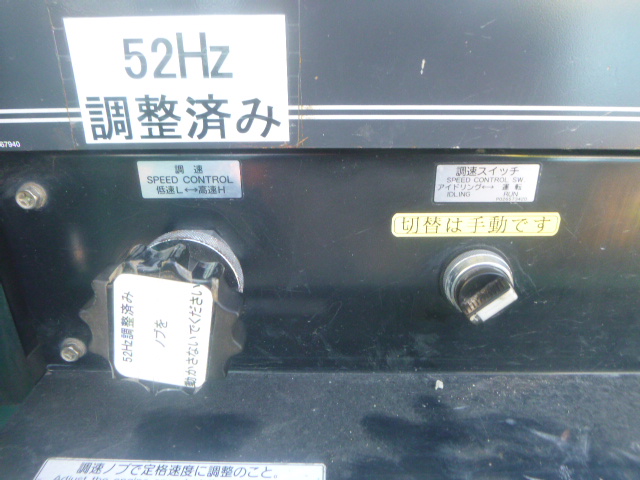 52Hz
調整済み
67940
調速
SPEED CONTROL
低速L←→高速H
調速スイッチ
SPEED CONTROL SW
アイドリング←→ 運転
IDLING RUN
切替は手動です
52Hz調整済み
ノブを
動かさないでください
調速ノブで定格速度に調整のこと。